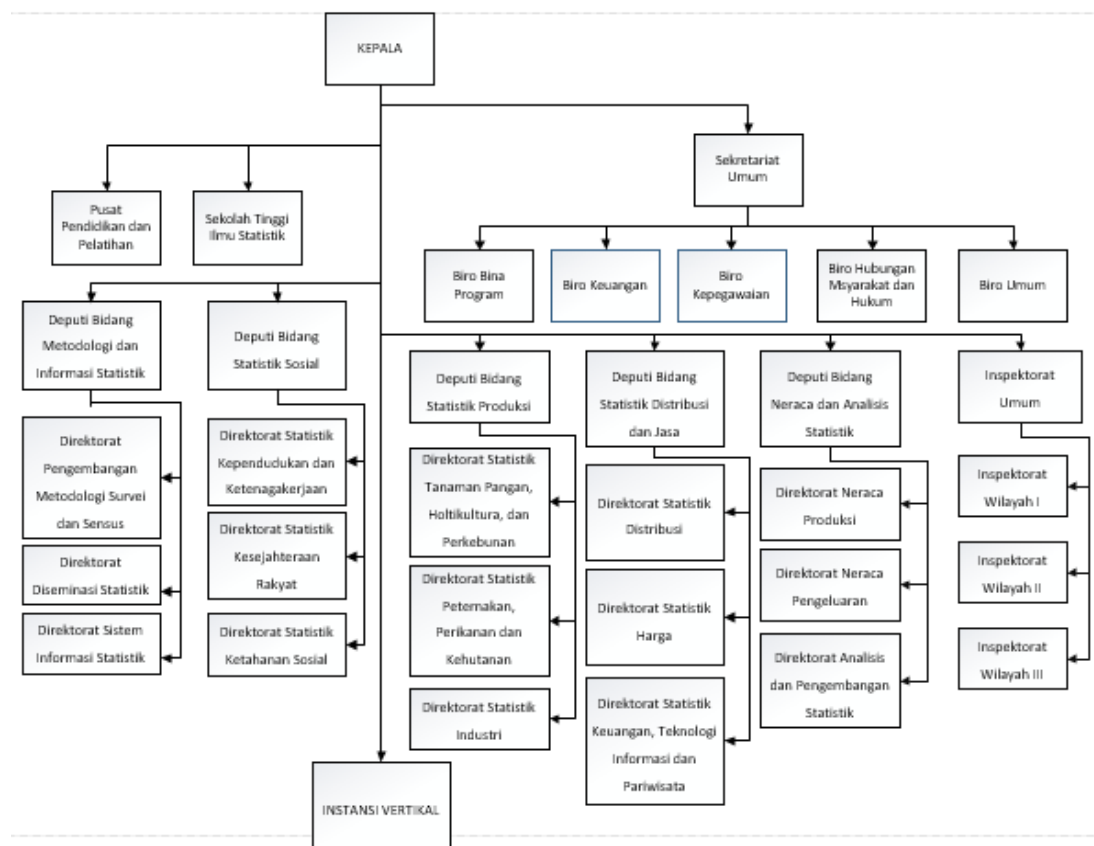 KEPALA
Sekretariat
Umum
Pusat
Pendidikan dan
Pelatihan
Sekolah Tinggi
Ilmu Statistik
Biro Bina
Program
Biro Keuangan
Biro
Kepegawaian
Biro Hubungan
Msyarakat dan
Hukum
Biro Umum
Deputi Bidang
Metodologi dan
Informasi Statistik
Deputi Bidang
Statistik Sosial
Deputi Bidang
Statistik Produksi
Deputi Bidang
Statistik Distribusi
dan Jasa
Deputi Bidang
Neraca dan Analisis
Statistik
Inspektorat
Umum
Direktorat
Pengembangan
Metodologi Survei
dan Sensus
Direktorat
Diseminasi Statistik
Direktorat Sistem
Informasi Statistik
Direktorat Statistik
Kependudukan dan
Ketenagakerjaan
Direktorat Statistik
Kesejahteraan
Rakyat
Direktorat Statistik
Ketahanan Sosial
Direktorat Statistik
Tanaman Pangan,
Holtikultura, dan
Perkebunan
Direktorat Statistik
Peternakan,
Perikanan dan
Kehutanan
Direktorat Statistik
Industri
Direktorat Statistik
Distribusi
Direktorat Statistik
Harga
Direktorat Statistik
Keuangan, Teknologi
Informasi dan
Pariwisata
Direktorat Neraca
Produksi
Direktorat Neraca
Pengeluaran
Direktorat Analisis
dan Pengembangan
Statistik
Inspektorat
Wilayah I
Inspektorat
Wilayah II
Inspektorat
Wilayah III
INSTANSI VERTIKAL